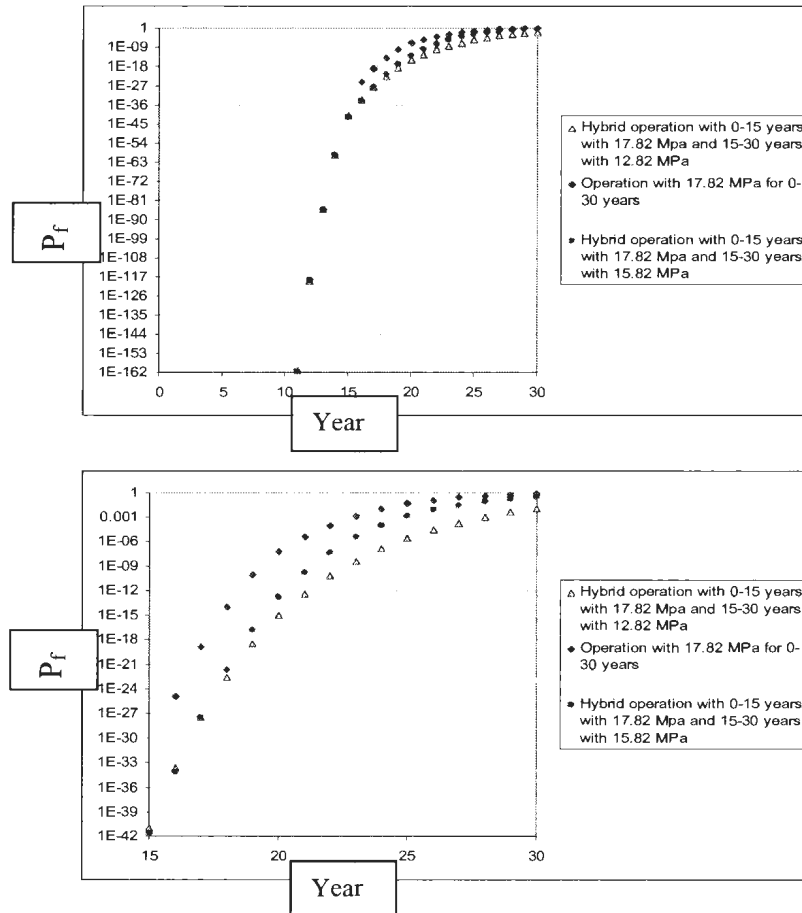 1
1E-09
1E-18
1E-27
1E-36
1E-45
1E-54
1E-63
1E-72
1E-81
1E-90
1E-99
1E-108
1E-117
1E-126
1E-135
1E-144
1E-153
1E-162
Pf
0 5 10 15 20 25 30
Year
Hybrid operation with 0-15 years
with 17.82 Mpa and 15-30 years
with 12.82 MPa
Operation with 17.82 MPa for 0-
30 years
Hybrid operation with 0-15 years
with 17.82 Mpa and 15-30 years
with 15.82 MPa
1
0.001
1E-06
1E-09
1E-12
1E-15
1E-18
1E-21
1E-24
1E-27
1E-30
1E-33
1E-36
1E-39
1E-42
Pf
15 20 25 30
Year
Hybrid operation with 0-15 years
with 17.82 Mpa and 15-30 years
with 12.82 MPa
Operation with 17.82 MPa for 0-
30 years
Hybrid operation with 0-15 years
with 17.82 Mpa and 15-30 years
with 15.82 MPa